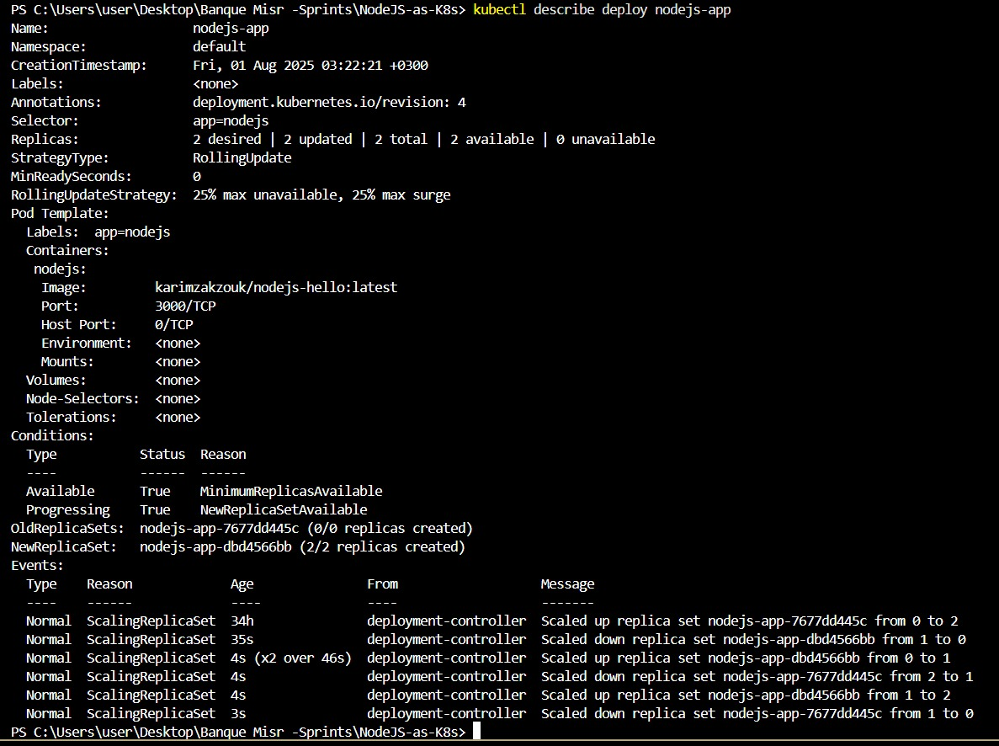 PS C:\Users\user\Desktop\Banque Misr -Sprints\NodeJS-as-K8s> kubectl describe deploy nodejs-app
Name:                   nodejs-app
Namespace:              default
CreationTimestamp:      Fri, 01 Aug 2025 03:22:21 +0300
Labels:                 <none>
Annotations:            deployment.kubernetes.io/revision: 4
Selector:               app=nodejs
Replicas:               2 desired | 2 updated | 2 total | 2 available | 0 unavailable
StrategyType:           RollingUpdate
MinReadySeconds:        0
RollingUpdateStrategy:  25% max unavailable, 25% max surge
Pod Template:
  Labels:  app=nodejs
  Containers:
   nodejs:
    Image:         karimzakzouk/nodejs-hello:latest
    Port:          3000/TCP
    Host Port:     0/TCP
    Environment:   <none>
    Mounts:        <none>
  Volumes:         <none>
  Node-Selectors:  <none>
  Tolerations:     <none>
Conditions:
  Type           Status  Reason
  ----           ------  ------
  Available      True    MinimumReplicasAvailable
  Progressing    True    NewReplicaSetAvailable
OldReplicaSets:  nodejs-app-7677dd445c (0/0 replicas created)
NewReplicaSet:   nodejs-app-dbd4566bb (2/2 replicas created)
Events:
  Type    Reason             Age                From                   Message
  ----    ------             ----               ----                   -------
  Normal  ScalingReplicaSet  34h                deployment-controller  Scaled up replica set nodejs-app-7677dd445c from 0 to 2
  Normal  ScalingReplicaSet  35s                deployment-controller  Scaled down replica set nodejs-app-dbd4566bb from 1 to 0
  Normal  ScalingReplicaSet  4s (x2 over 46s)  deployment-controller  Scaled up replica set nodejs-app-dbd4566bb from 0 to 1
  Normal  ScalingReplicaSet  4s                 deployment-controller  Scaled down replica set nodejs-app-7677dd445c from 2 to 1
  Normal  ScalingReplicaSet  4s                 deployment-controller  Scaled up replica set nodejs-app-dbd4566bb from 1 to 2
  Normal  ScalingReplicaSet  3s                 deployment-controller  Scaled down replica set nodejs-app-7677dd445c from 1 to 0
PS C:\Users\user\Desktop\Banque Misr -Sprints\NodeJS-as-K8s>